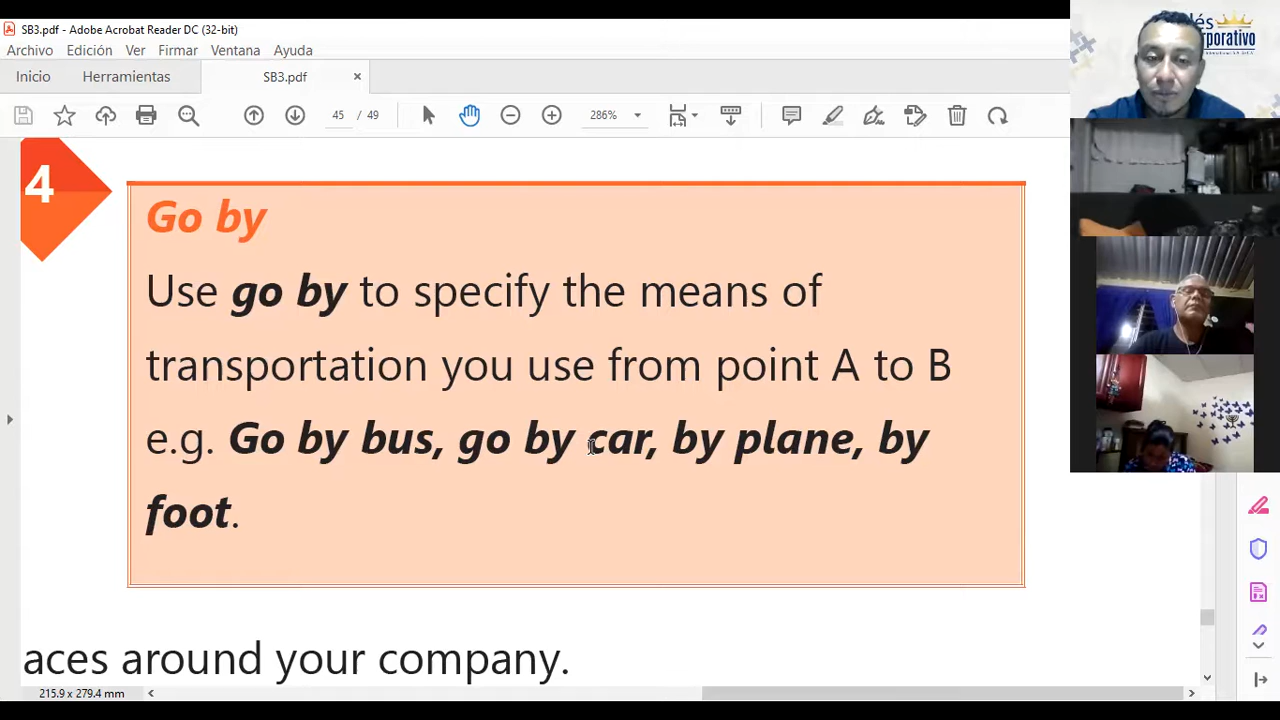 SB3.pdf - Adobe Acrobat Reader DC (32-bit)
Archivo Edición Ver Firmar Ventana Ayuda
Inicio Herramientas SB3.pdf
45 / 49 286%
4
Go by
Use go by to specify the means of
transportation you use from point A to B
e.g. Go by bus, go by car, by plane, by
foot.
aces around your company.
215.9 x 279.4 mm
lés
orporativo